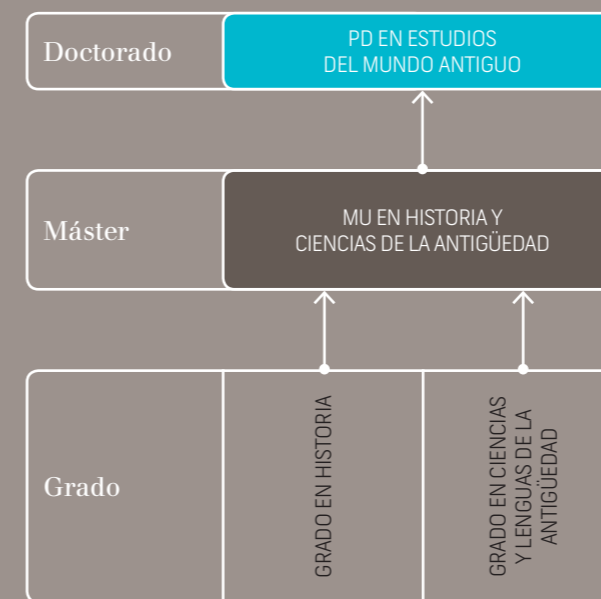 Doctorado
PD EN ESTUDIOS
DEL MUNDO ANTIGUO
Máster
MU EN HISTORIA Y
CIENCIAS DE LA ANTIGÜEDAD
Grado
GRADO EN HISTORIA
GRADO EN CIENCIAS
Y LENGUAS DE LA
ANTIGÜEDAD